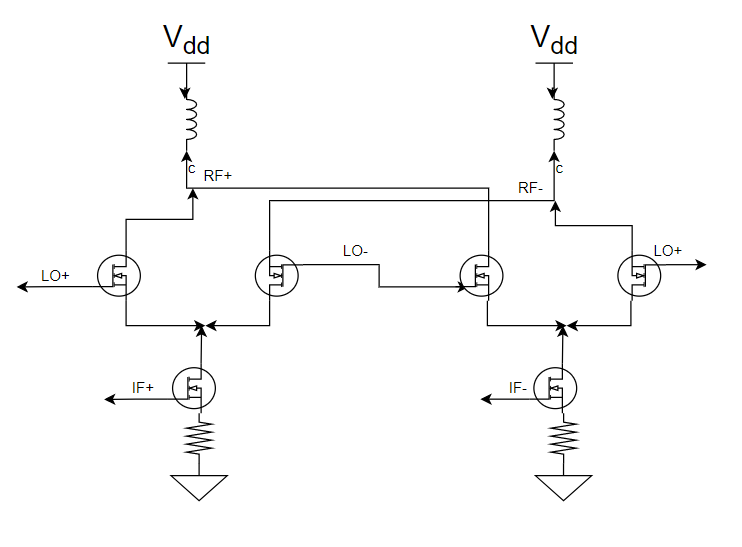 Vdd
Vdd
c
RF+
RF-
c
LO+
LO-
LO+
IF+
IF-